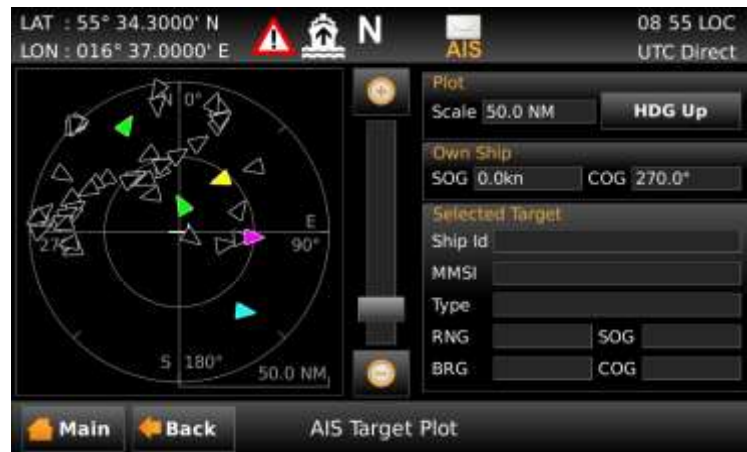 LAT : 55° 34.3000' N
LON : 016° 37.0000' E
N
AIS
08 55 LOC
UTC Direct
N 0°
E
90°
27
S 180°
50.0 NM
Plot
Scale 50.0 NM
HDG Up
Own Ship
SOG 0.0kn COG 270.0°
Selected Target
Ship Id
MMSI
Type
RNG SOG
BRG COG
Main
Back
AIS Target Plot